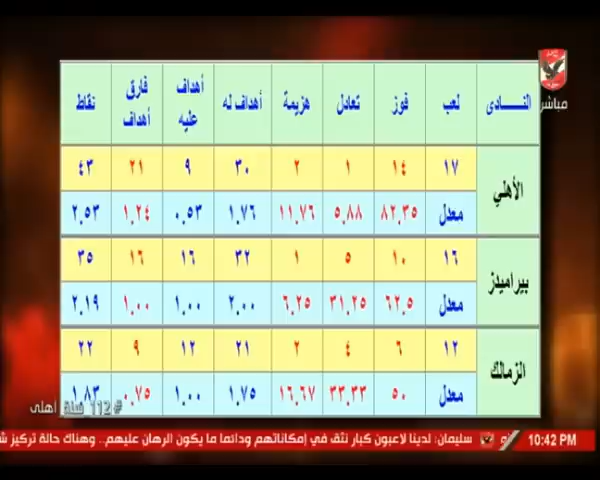 النــادى لعب فوز تعادل هزيمة أهداف له أهداف عليه فارق أهداف نقاط
الأهلي
١٧ ١٤ ١ ٢ ٣٠ ٩ ٢١ ٤٣
معدل ٨٢.٣٥ ٥.٨٨ ١١.٧٦ ١.٧٦ ٠.٥٣ ١.٢٤ ٢.٥٣
بيراميدز
١٦ ١٠ ٥ ١ ٣٢ ١٦ ١٦ ٣٥
معدل ٦٢.٥ ٣١.٢٥ ٦.٢٥ ٢.٠٠ ١.٠٠ ١.٠٠ ٢.١٩
الزمالك
١٢ ٦ ٤ ٢ ٢١ ١٢ ٩ ٢٢
معدل ٥٠ ٣٣.٣٣ ١٦.٦٧ ١.٧٥ ١.٠٠ ٠.٧٥ ١.٨٣
مباشر
#112_سنة_اهلى
سليمان: لدينا لاعبون كبار نثق في إمكاناتهم ودائما ما يكون الرهان عليهم.. وهناك حالة تركيز
10:42 PM